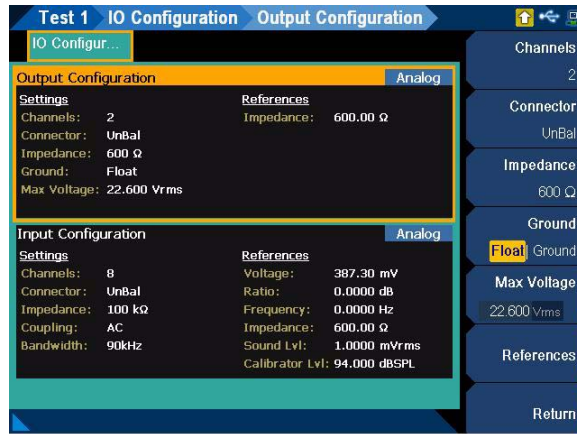 Test 1 IO Configuration Output Configuration
IO Configur...
Output Configuration Analog
Settings References
Channels: 2 Impedance: 600.00 Ω
Connector: UnBal
Impedance: 600 Ω
Ground: Float
Max Voltage: 22.600 Vrms
Input Configuration Analog
Settings References
Channels: 8 Voltage: 387.30 mV
Connector: UnBal Ratio: 0.0000 dB
Impedance: 100 kΩ Frequency: 0.0000 Hz
Coupling: AC Impedance: 600.00 Ω
Bandwidth: 90kHz Sound Lvl: 1.0000 mVrms
Calibrator Lvl: 94.000 dBSPL
Channels
2
Connector
UnBal
Impedance
600 Ω
Ground
Float Ground
Max Voltage
22.600 Vrms
References
Return